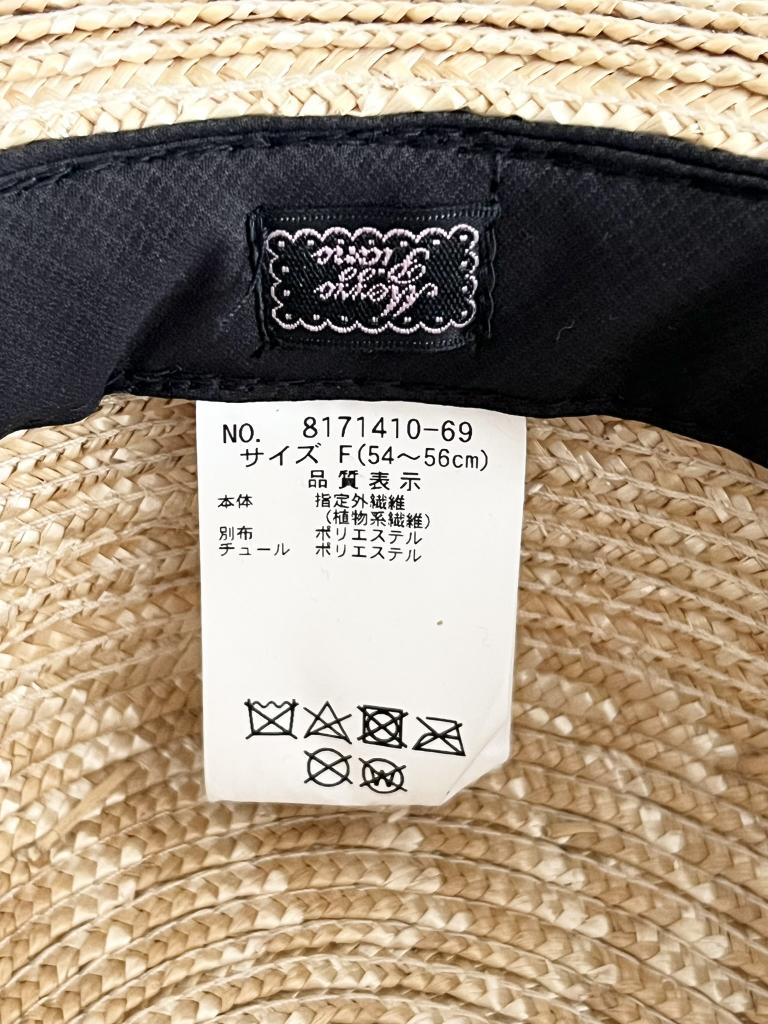 Mezzo
Piano
NO. 8171410-69
サイズ F(54～56cm)
品質表示
本体 指定外繊維
(植物系繊維)
別布 ポリエステル
チュール ポリエステル
W